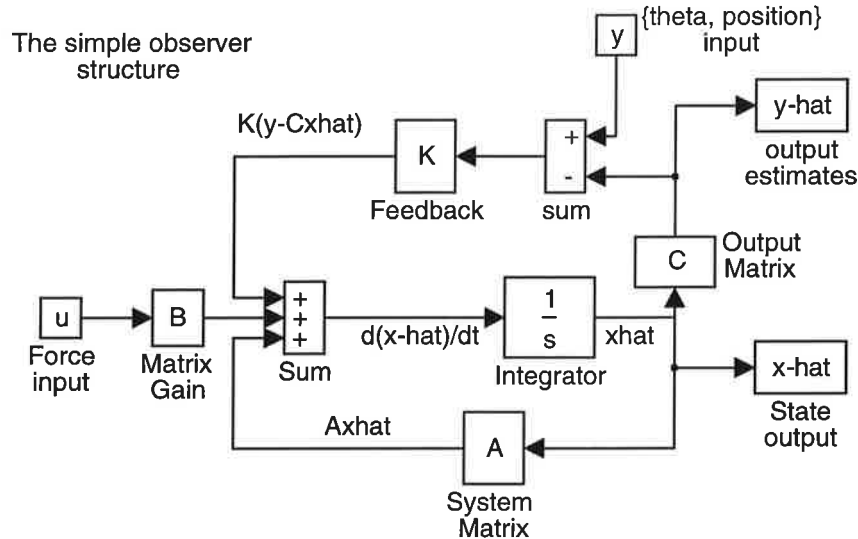 The simple observer
structure
{theta, position}
input
y
K(y-Cxhat)
K
Feedback
+
-
sum
y-hat
output
estimates
C
Output
Matrix
u
Force
input
B
Matrix
Gain
+
+
+
Sum
d(x-hat)/dt
1
s
Integrator
xhat
x-hat
State
output
Axhat
A
System
Matrix